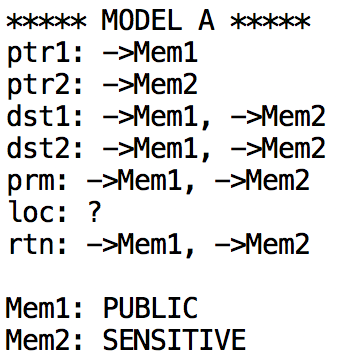 ***** MODEL A *****
ptr1: ->Mem1
ptr2: ->Mem2
dst1: ->Mem1, ->Mem2
dst2: ->Mem1, ->Mem2
prm: ->Mem1, ->Mem2
loc: ?
rtn: ->Mem1, ->Mem2

Mem1: PUBLIC
Mem2: SENSITIVE